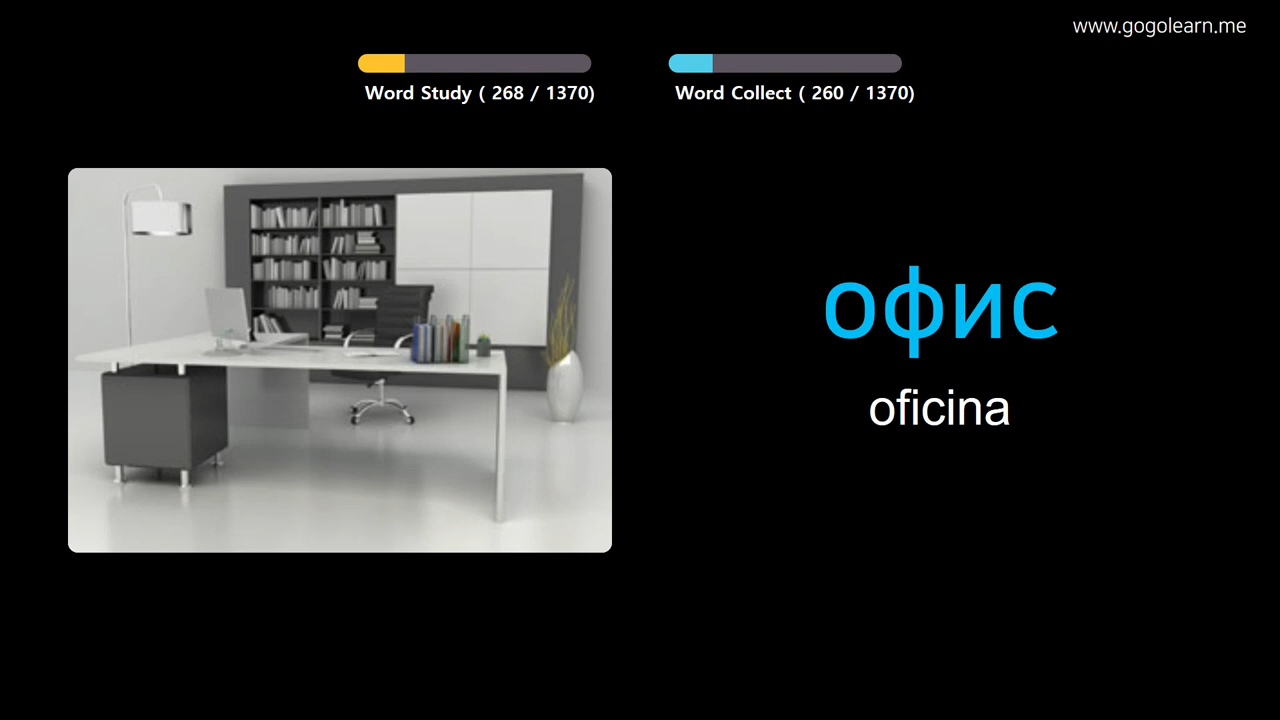 www.gogolearn.me
Word Study ( 268 / 1370)
Word Collect ( 260 / 1370)
офис
oficina